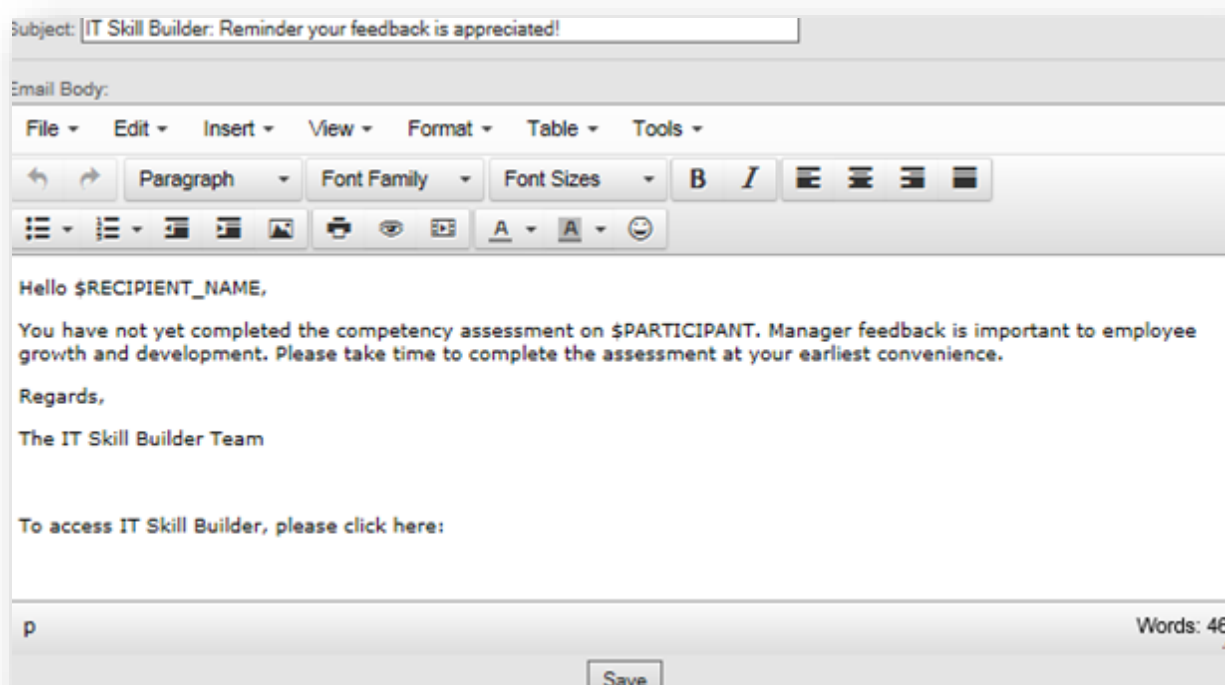 Subject: IT Skill Builder: Reminder your feedback is appreciated!
Email Body:
File Edit Insert View Format Table Tools
Paragraph Font Family Font Sizes B I
A A
Hello $RECIPIENT_NAME,
You have not yet completed the competency assessment on $PARTICIPANT. Manager feedback is important to employee
growth and development. Please take time to complete the assessment at your earliest convenience.
Regards,
The IT Skill Builder Team
To access IT Skill Builder, please click here:
p Words: 46
Save